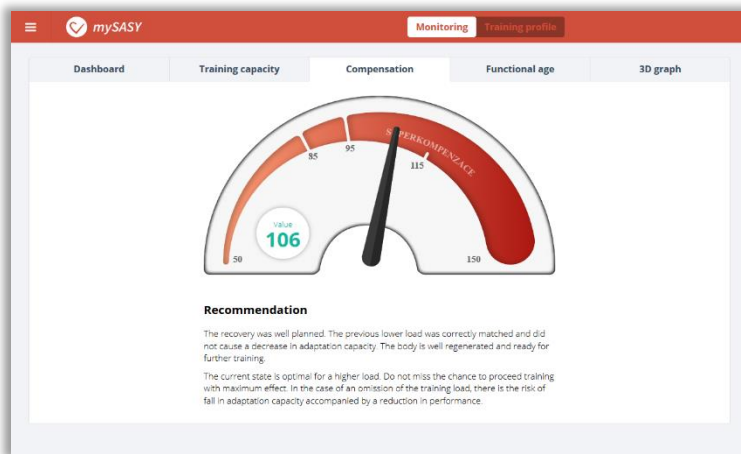 mySASY
Monitoring Training profile
Dashboard Training capacity Compensation Functional age 3D graph
SUPERKOMPENZACE
85 95 115
Value
106
50 150
Recommendation
The recovery was well planned. The previous lower load was correctly matched and did
not cause a decrease in adaptation capacity. The body is well regenerated and ready for
further training.
The current state is optimal for a higher load. Do not miss the chance to proceed training
with maximum effect. In the case of an omission of the training load, there is the risk of
fall in adaptation capacity accompanied by a reduction in performance.